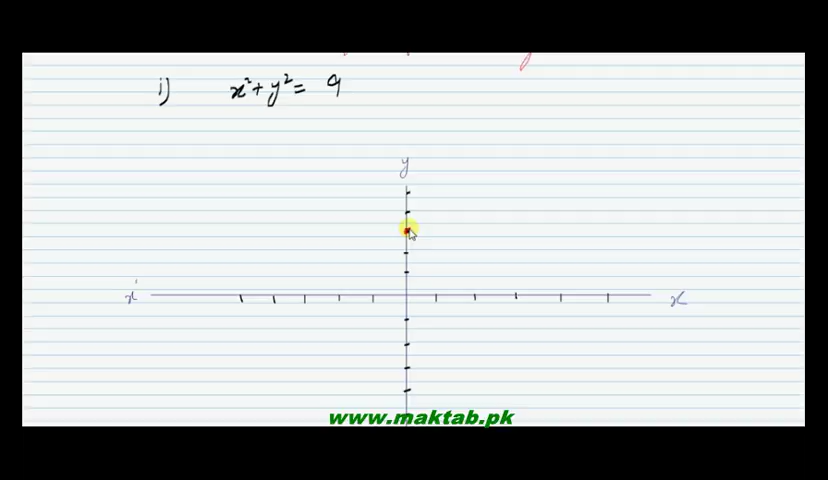 i) x² + y² = 9
y
x' x
www.maktab.pk